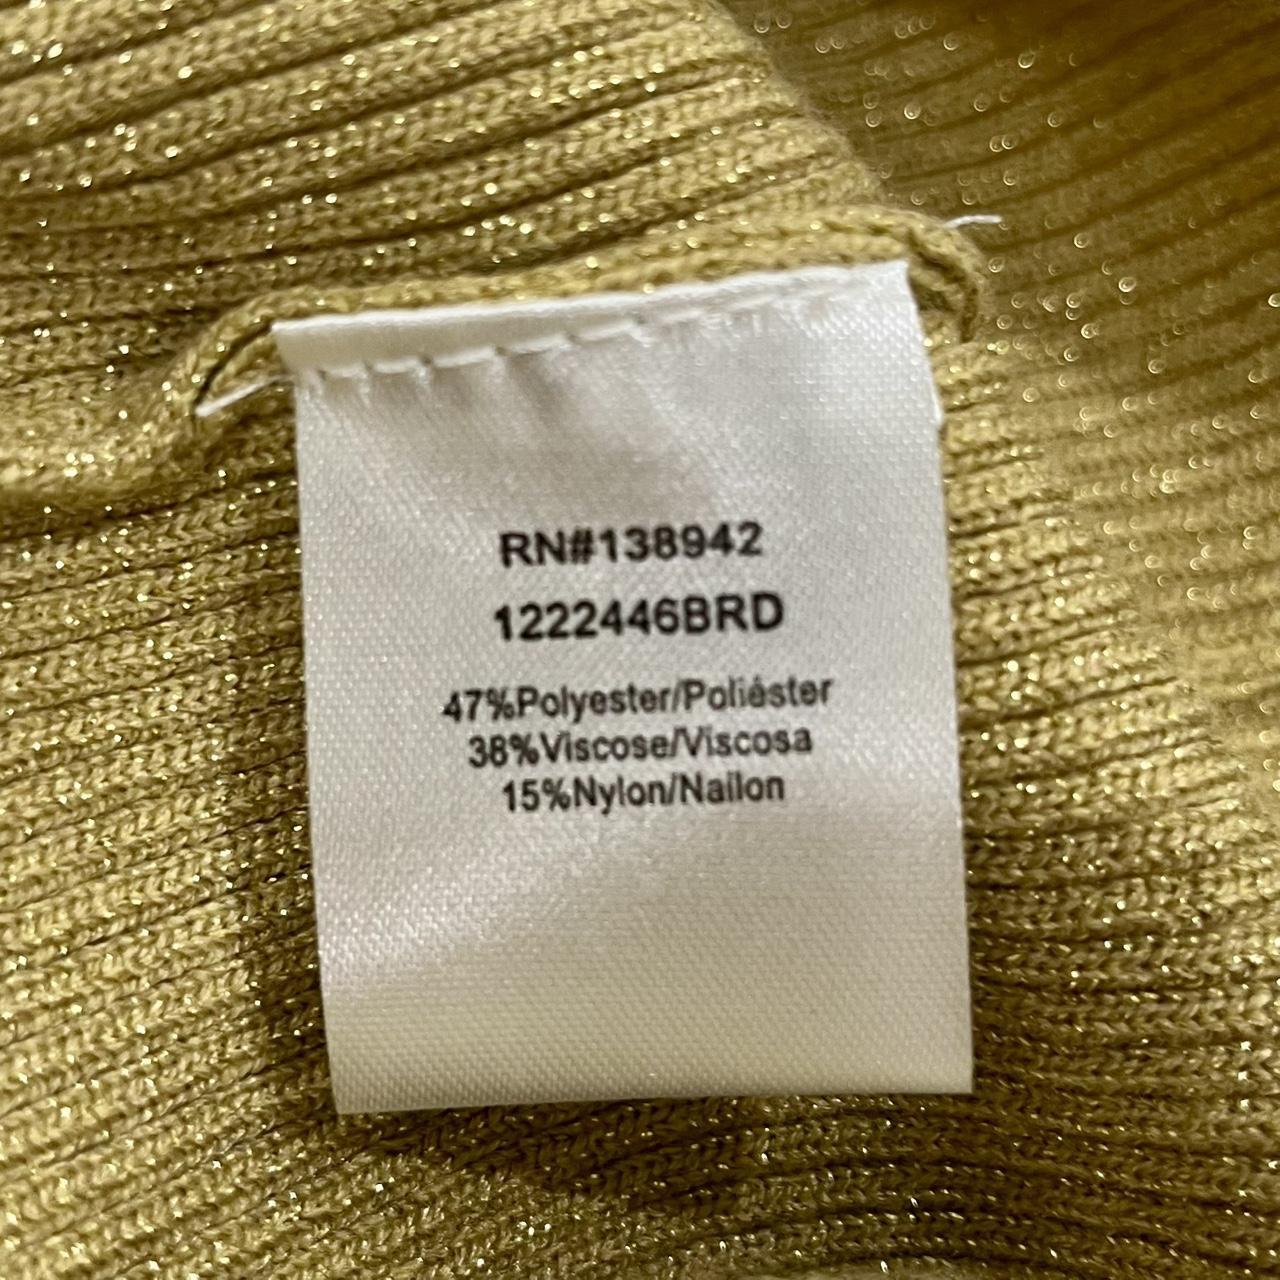 RN#138942
1222446BRD
47%Polyester/Poliéster
38%Viscose/Viscosa
15%Nylon/Nailon